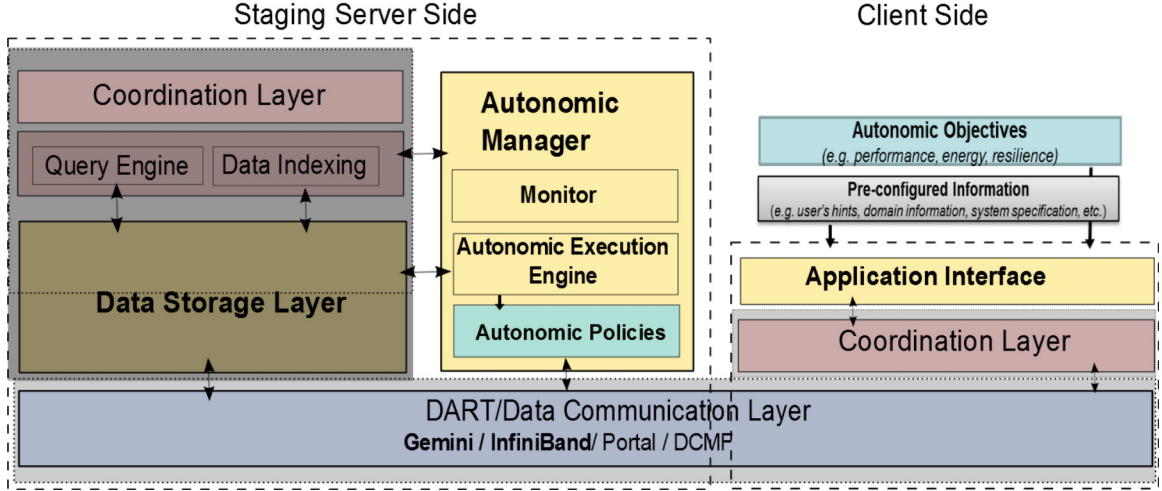 Staging Server Side
Client Side
Coordination Layer
Query Engine
Data Indexing
Data Storage Layer
Autonomic
Manager
Monitor
Autonomic Execution
Engine
Autonomic Policies
Autonomic Objectives
(e.g. performance, energy, resilience)
Pre-configured Information
(e.g. user's hints, domain information, system specification, etc.)
Application Interface
Coordination Layer
DART/Data Communication Layer
Gemini / InfiniBand/ Portal / DCMF